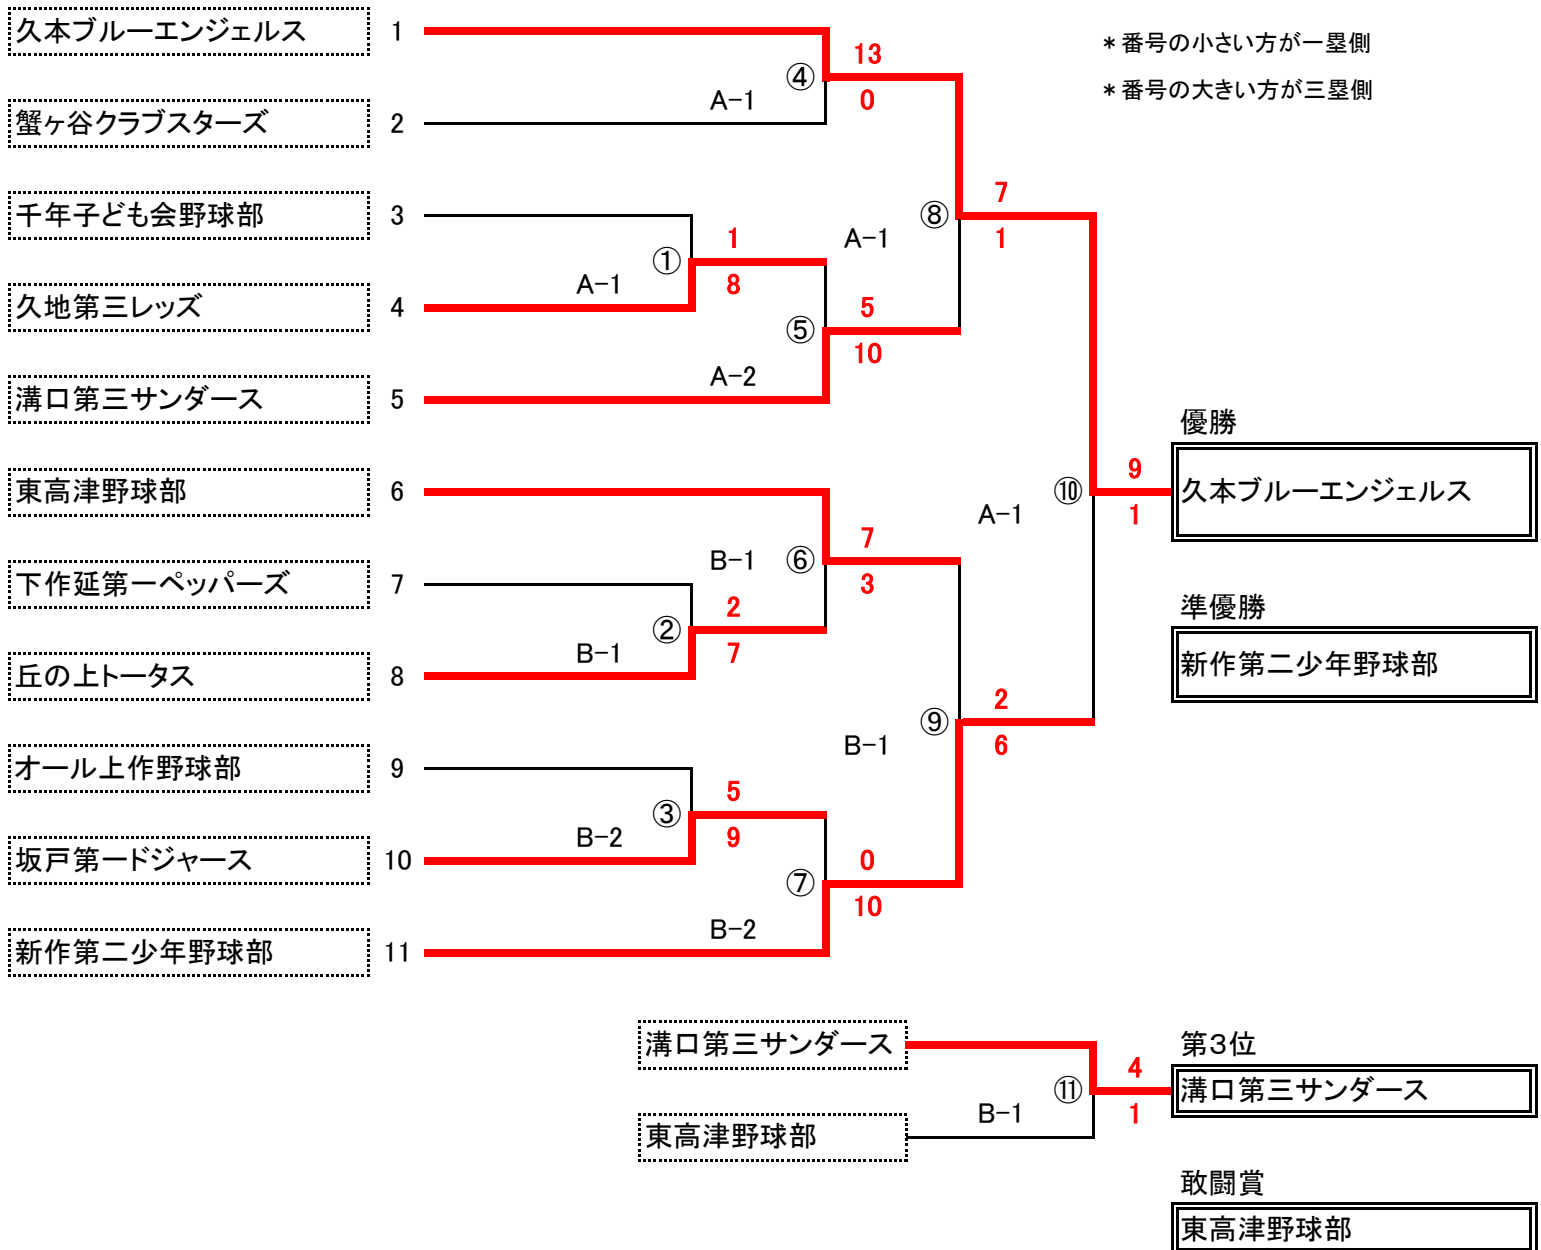 久本ブルーエンジェルス 1
13
＊番号の小さい方が一塁側
④
＊番号の大きい方が三塁側
A-1 0
蟹ヶ谷クラブスターズ 2
7
千年子ども会野球部 3
⑧
1 A-1 1
①
A-1 8
久地第三レッズ 4
5
⑤
10
A-2
溝口第三サンダース 5
優勝
9
東高津野球部 6
⑩ 久本ブルーエンジェルス
A-1 1
7
B-1 ⑥
下作延第一ペッパーズ 7
3
2 準優勝
②
B-1 7
新作第二少年野球部
丘の上トータス 8
2
⑨
B-1 6
オール上作野球部 9
5
③
B-2 9
坂戸第一ドジャース 10
0
⑦
10
B-2
新作第二少年野球部 11
溝口第三サンダース 第3位
4
⑪ 溝口第三サンダース
B-1 1
東高津野球部
敢闘賞
東高津野球部